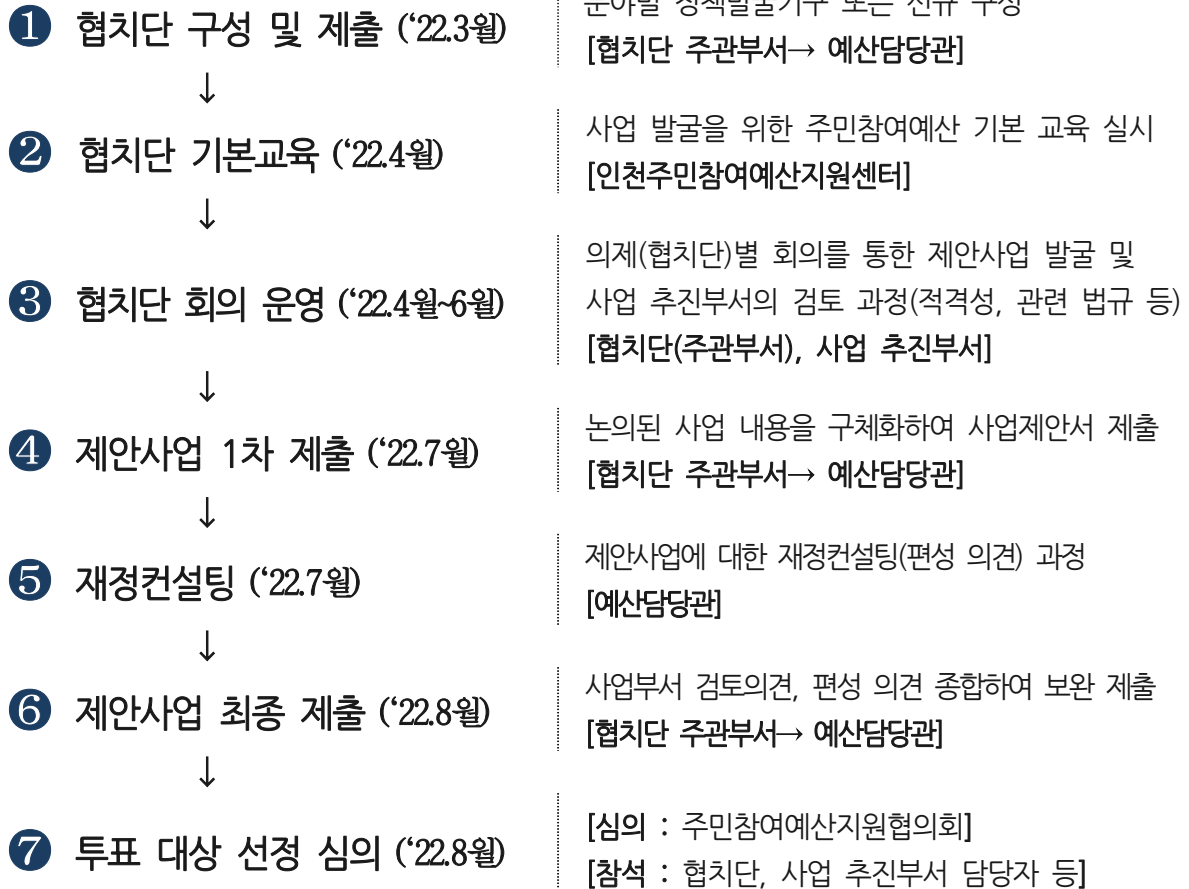 ❶ 협치단 구성 및 제출 (‘22.3월)
[협치단 주관부서→ 예산담당관]
↓
❷ 협치단 기본교육 (‘22.4월)
사업 발굴을 위한 주민참여예산 기본 교육 실시
[인천주민참여예산지원센터]
↓
❸ 협치단 회의 운영 (‘22.4월~6월)
의제(협치단)별 회의를 통한 제안사업 발굴 및
사업 추진부서의 검토 과정(적격성, 관련 법규 등)
[협치단(주관부서), 사업 추진부서]
↓
❹ 제안사업 1차 제출 (‘22.7월)
논의된 사업 내용을 구체화하여 사업제안서 제출
[협치단 주관부서→ 예산담당관]
↓
❺ 재정컨설팅 (‘22.7월)
제안사업에 대한 재정컨설팅(편성 의견) 과정
[예산담당관]
↓
❻ 제안사업 최종 제출 (‘22.8월)
사업부서 검토의견, 편성 의견 종합하여 보완 제출
[협치단 주관부서→ 예산담당관]
↓
❼ 투표 대상 선정 심의 (‘22.8월)
[심의 : 주민참여예산지원협의회]
[참석 : 협치단, 사업 추진부서 담당자 등]